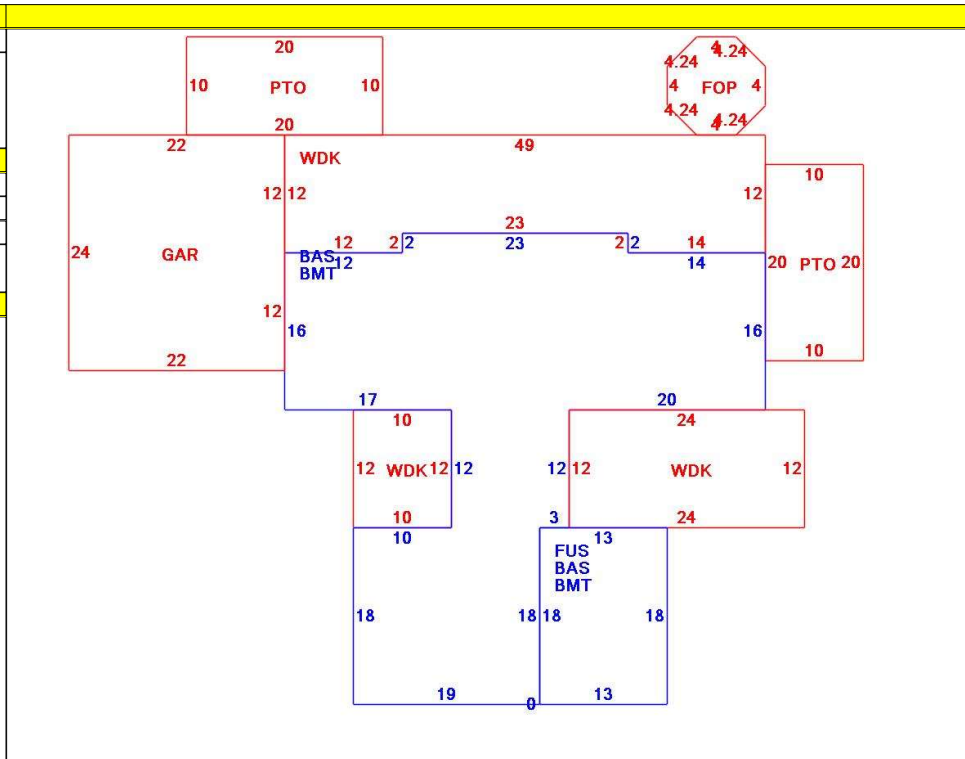 20
10 PTO 10
20
4
4.24 4.24
4 FOP 4
4.24 4.24
4
22
49
WDK
12 12
12
10
24
GAR
23
12 2 2 2 2 14
23
BAS 12
BMT
14
20 PTO 20
12
16
16
22
10
17
10
20
24
12 WDK 12 12
12 12 WDK 12
10
10
3
24
13
FUS
BAS
BMT
18
18 18
18
19
0
13